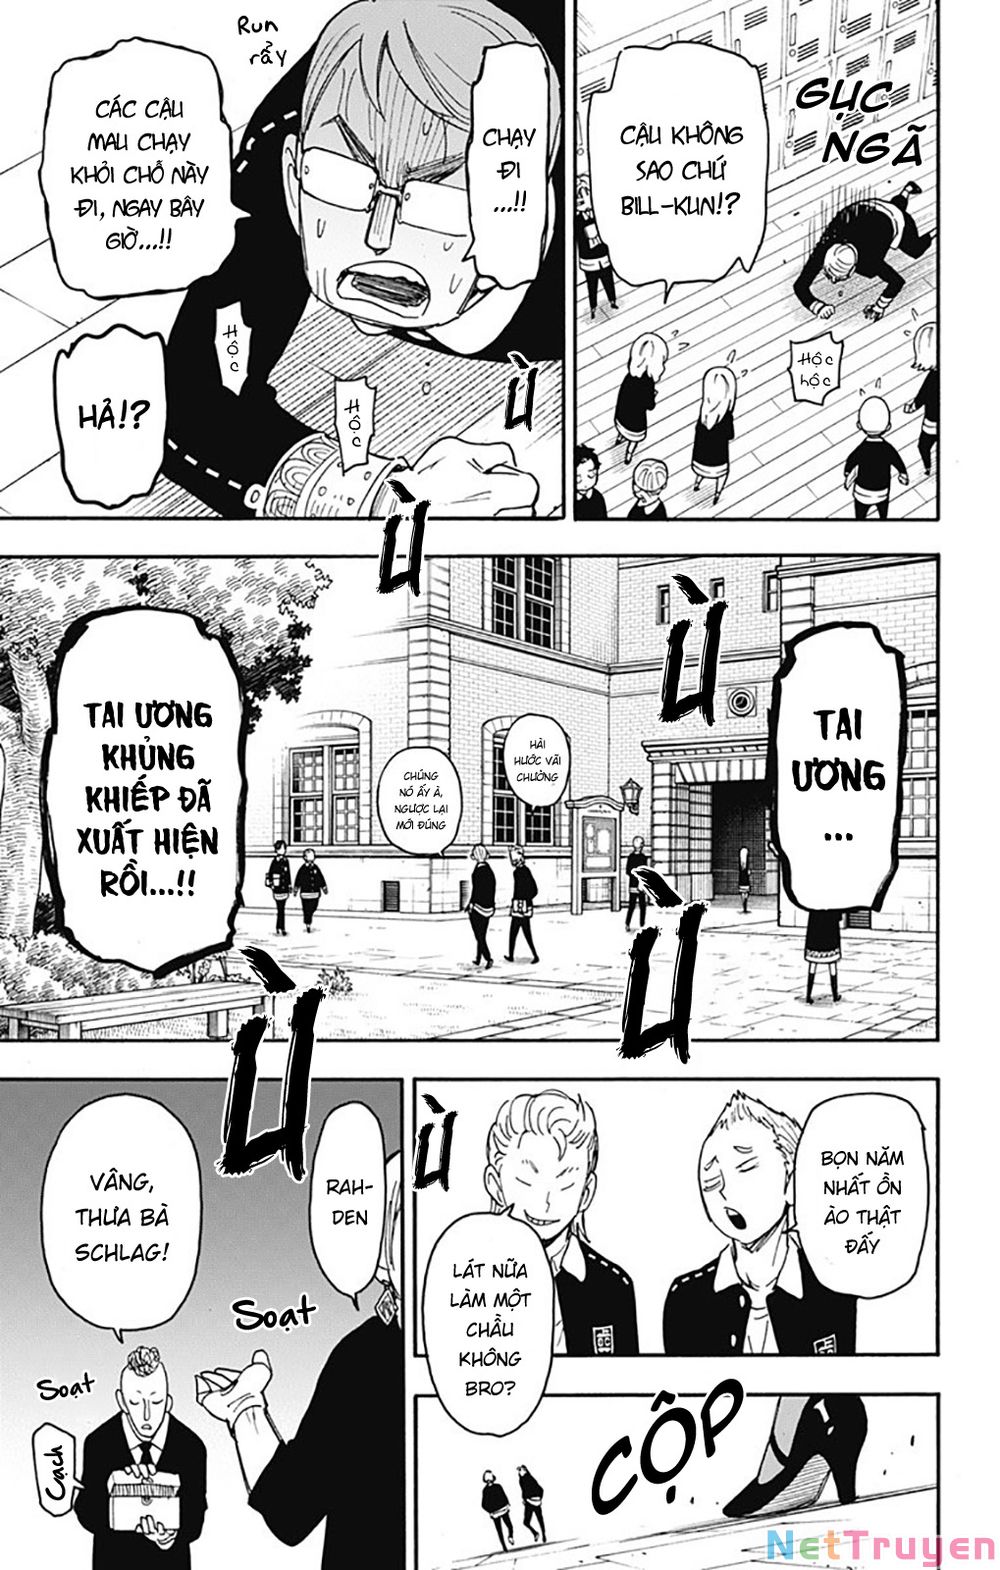 GỤC
NGÃ
CẬU KHÔNG
SAO CHỨ
BILL-KUN!?
Hộc
hộc
Run
rẩy
CHẠY
ĐI
...!!
CÁC CẬU
MAU CHẠY
KHỎI CHỖ NÀY
ĐI, NGAY BÂY
GIỜ...!!
Hộc
Hộc
HẢ!?
Ù
Ù
Ù
TAI
ƯƠNG
...
HÀI
HƯỚC VÃI
CHƯỞNG
CHÚNG
NÓ ẤY À,
NGƯỢC LẠI
MỚI ĐÚNG
TAI ƯƠNG
KHỦNG
KHIẾP ĐÃ
XUẤT HIỆN
RỒI...!!
Ù
Ù
Ù
BỌN NĂM
NHẤT ỒN
ÀO THẬT
ĐẤY
LÁT NỮA
LÀM MỘT
CHẦU
KHÔNG
BRO?
CỘP
RAH-
DEN
VÂNG,
THƯA BÀ
SCHLAG!
Soạt
Soạt
Cạch
NetTruyen